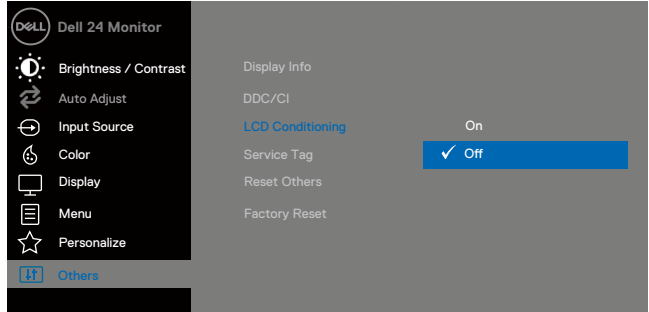 DELL Dell 24 Monitor
Brightness / Contrast
Auto Adjust
Input Source
Color
Display
Menu
Personalize
Others
Display Info
DDC/CI
LCD Conditioning
Service Tag
Reset Others
Factory Reset
On
Off